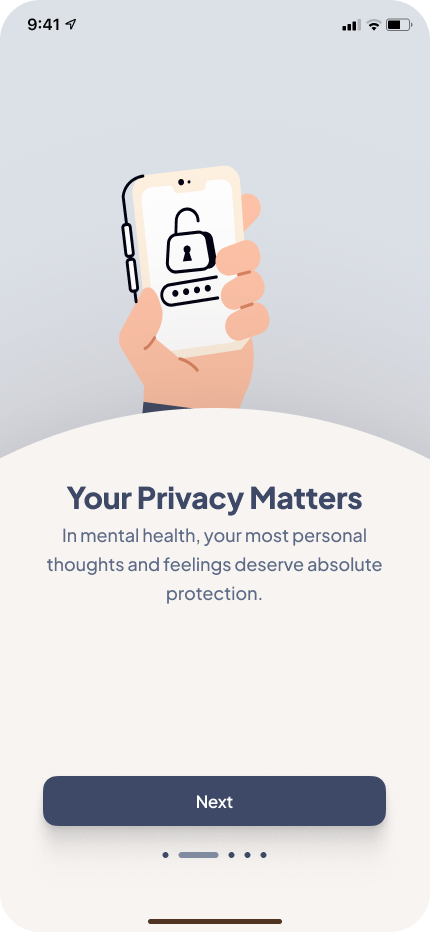 9:41
Your Privacy Matters
In mental health, your most personal
thoughts and feelings deserve absolute
protection.
Next